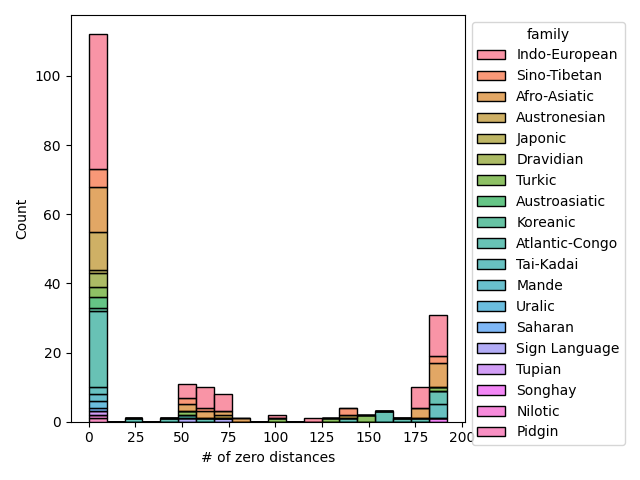 family
Indo-European
Sino-Tibetan
Afro-Asiatic
Austronesian
Japonic
Dravidian
Turkic
Austroasiatic
Koreanic
Atlantic-Congo
Tai-Kadai
Mande
Uralic
Saharan
Sign Language
Tupian
Songhay
Nilotic
Pidgin
Count
100
80
60
40
20
0
0 25 50 75 100 125 150 175 200
# of zero distances